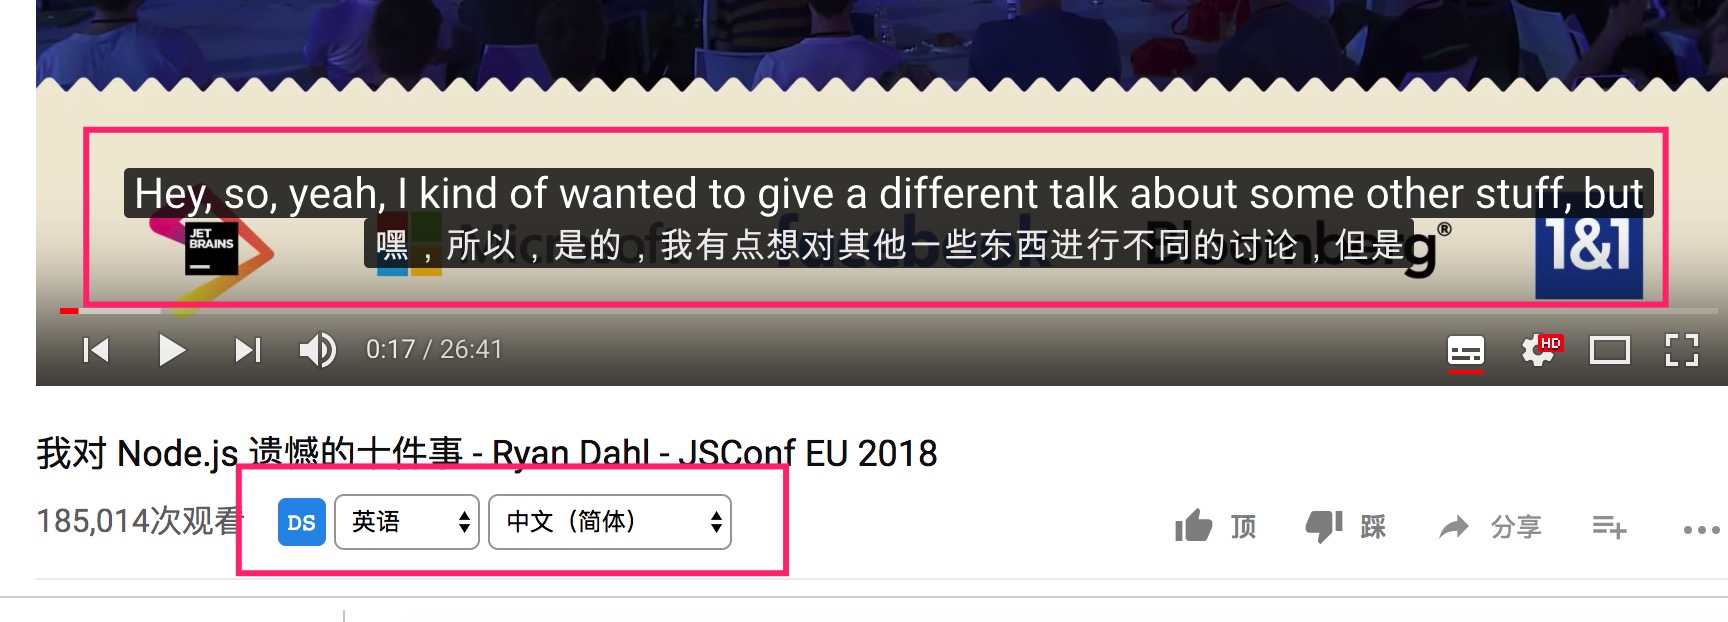 Hey, so, yeah, I kind of wanted to give a different talk about some other stuff, but
嘿，所以，是的，我有点想对其他一些东西进行不同的讨论，但是
JET
BRAINS
Microsoft
facebook
Bloomberg®
1&1
0:17 / 26:41
HD
我对 Node.js 遗憾的十件事 - Ryan Dahl - JSConf EU 2018
185,014次观看
DS
英语
中文（简体）
顶
踩
分享